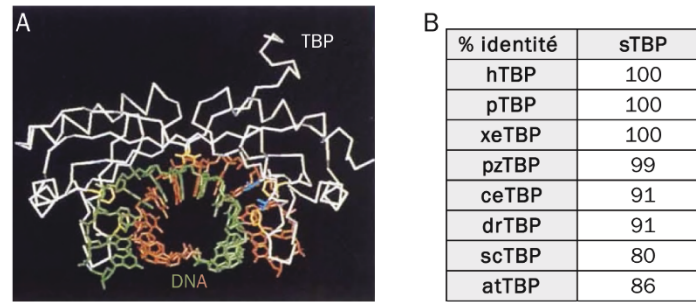 A
TBP
DNA
B
% identité sTBP
hTBP 100
pTBP 100
xeTBP 100
pzTBP 99
ceTBP 91
drTBP 91
scTBP 80
atTBP 86